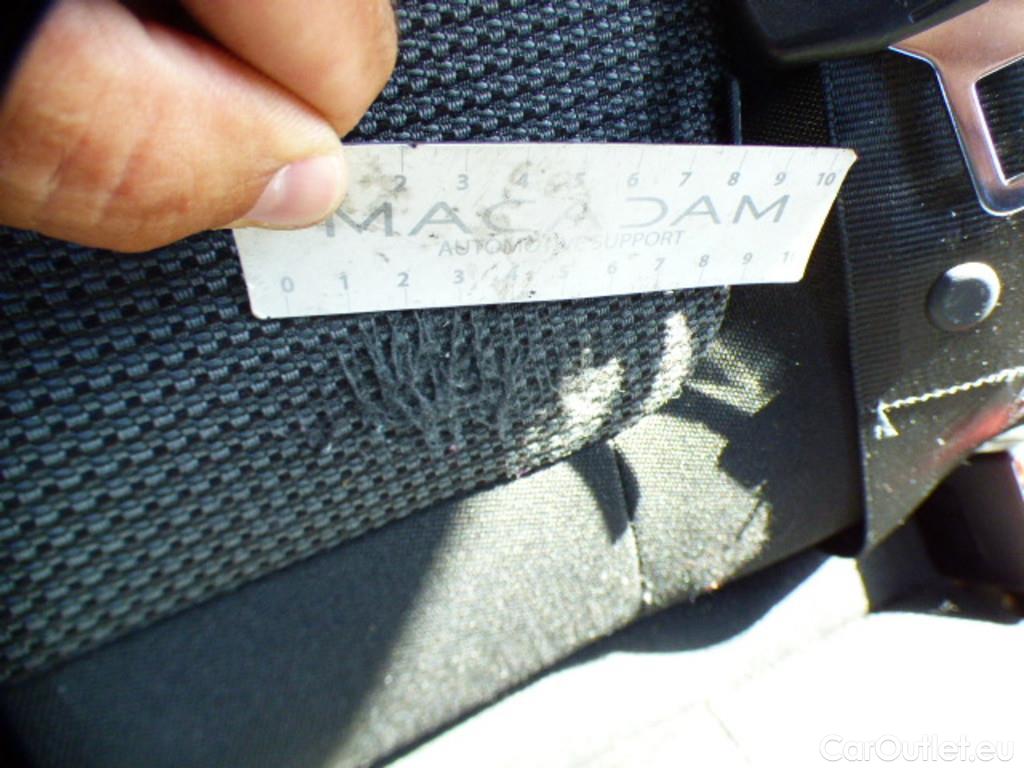 2 3 4 5 6 7 8 9 10
MACADAM
AUTOMOTIVE SUPPORT
0 1 2 3 4 5 6 7 8 9 1
CarOutlet.eu